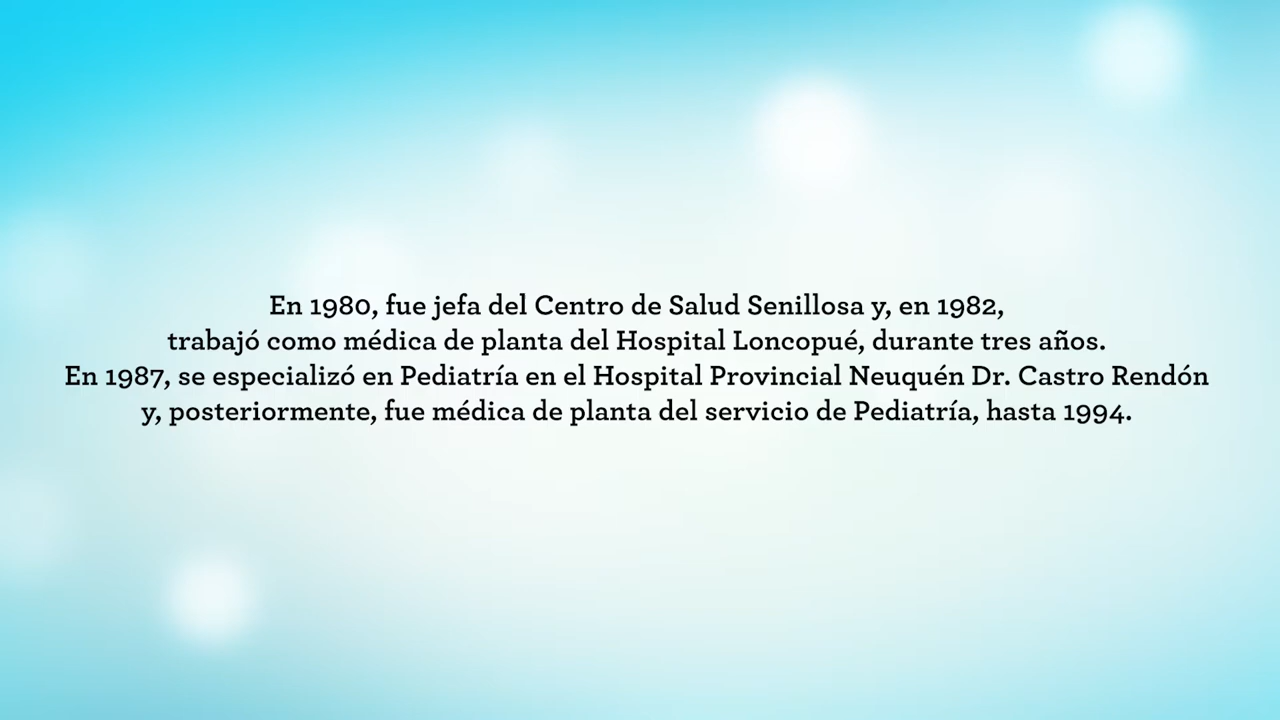 En 1980, fue jefa del Centro de Salud Senillosa y, en 1982,
trabajó como médica de planta del Hospital Loncopué, durante tres años.
En 1987, se especializó en Pediatría en el Hospital Provincial Neuquén Dr. Castro Rendón
y, posteriormente, fue médica de planta del servicio de Pediatría, hasta 1994.